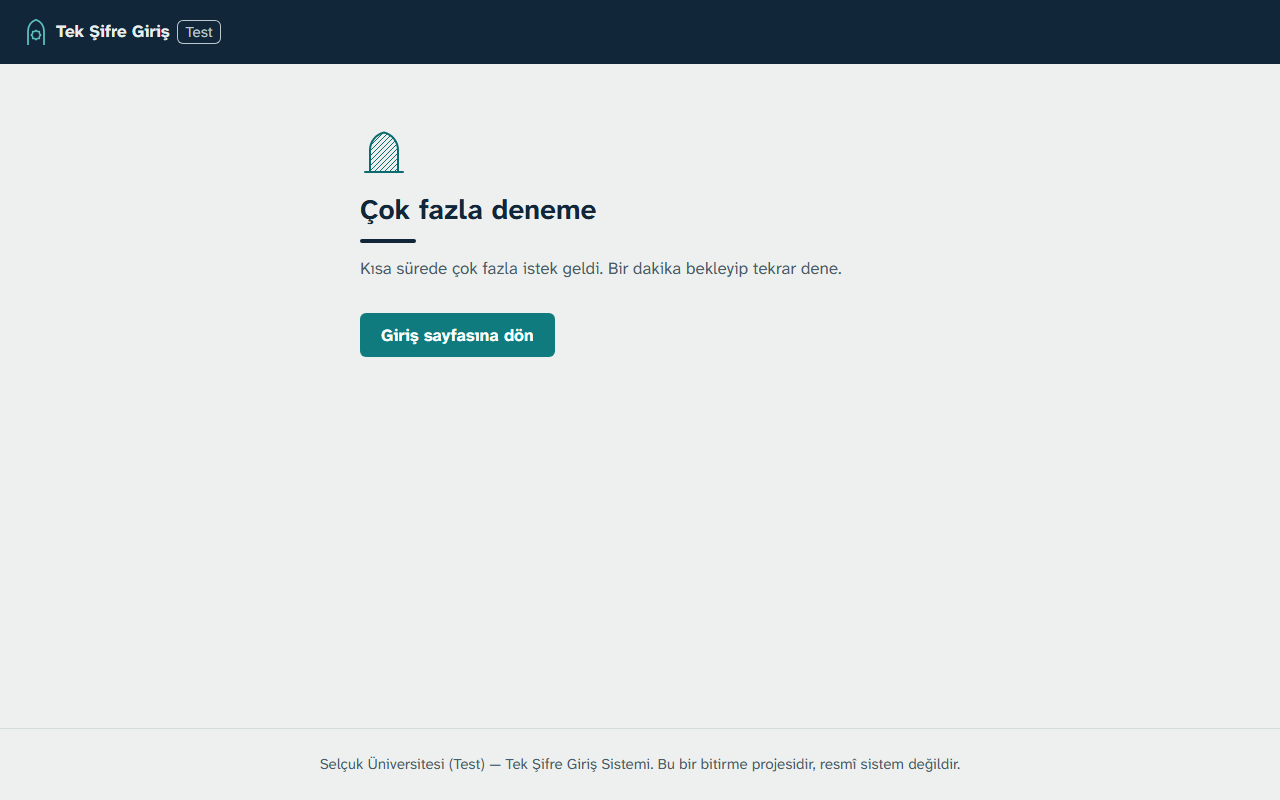 Tek Şifre Giriş Test
Çok fazla deneme
Kısa sürede çok fazla istek geldi. Bir dakika bekleyip tekrar dene.
Giriş sayfasına dön
Selçuk Üniversitesi (Test) — Tek Şifre Giriş Sistemi. Bu bir bitirme projesidir, resmî sistem değildir.